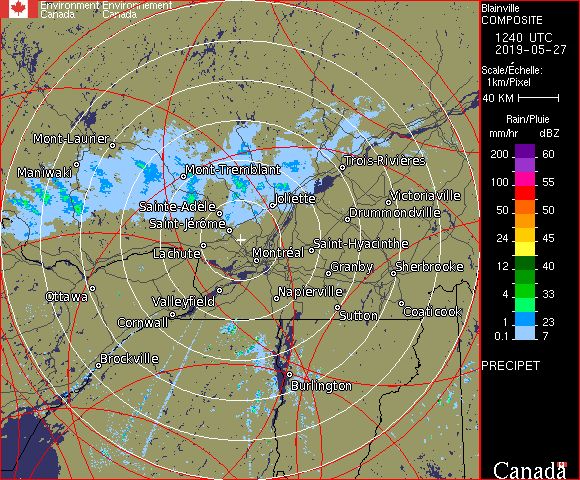 Environment Environnement
Canada Canada
Blainville
COMPOSITE
1240 UTC
2019-05-27
Scale/Échelle:
1km/Pixel
40 KM
Rain/Pluie
mm/hr dBZ
200 60
100 55
50 50
24 45
12 40
4 33
1 23
0.1 7
PRECIPET
Mont-Laurier
Maniwaki
Mont-Tremblant
Trois-Rivières
Sainte-Adèle
Joliette
Victoriaville
Drummondville
Saint-Jérôme
Lachute
Montréal
Saint-Hyacinthe
Granby
Sherbrooke
Ottawa
Valleyfield
Napierville
Cornwall
Sutton
Coaticook
Brockville
Burlington
Canada